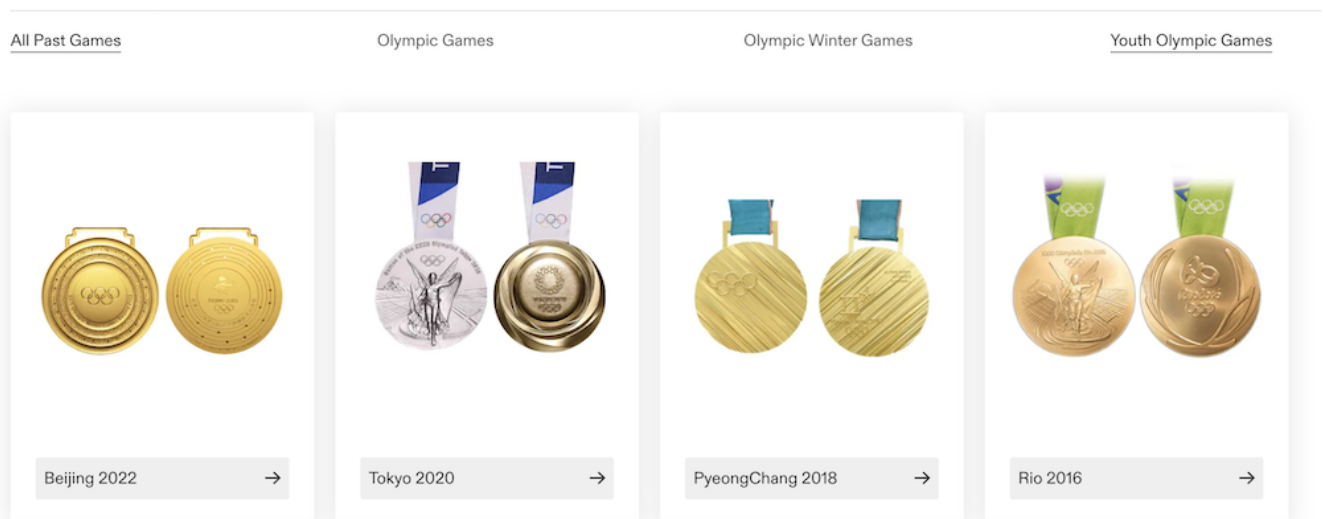 All Past Games
Olympic Games
Olympic Winter Games
Youth Olympic Games
Beijing 2022 →
Tokyo 2020 →
PyeongChang 2018 →
Rio 2016 →